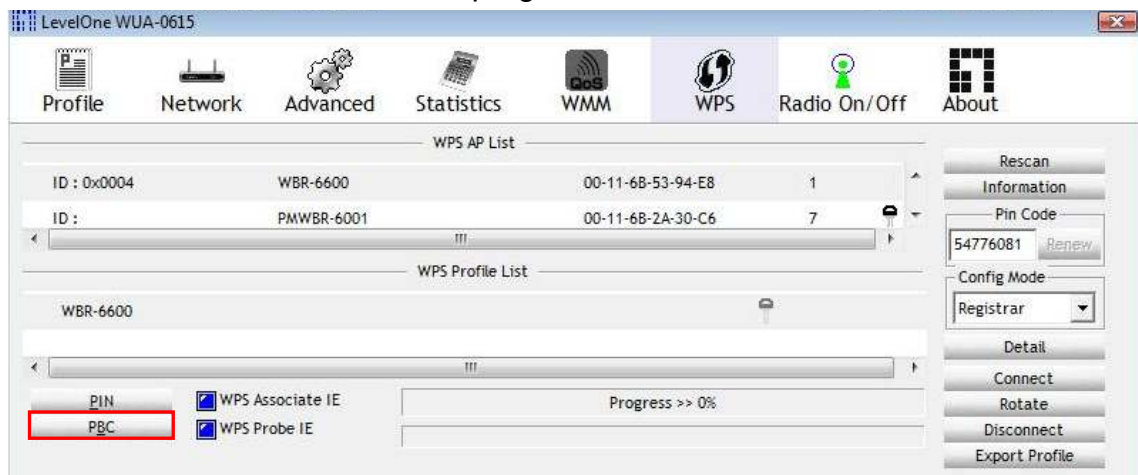 LevelOne WUA-0615
Profile Network Advanced Statistics QoS WMM WPS Radio On/Off About
WPS AP List
ID : 0x0004 WBR-6600 00-11-6B-53-94-E8 1
ID : PMWBR-6001 00-11-6B-2A-30-C6 7
WPS Profile List
WBR-6600
PIN WPS Associate IE Progress >> 0%
PBC WPS Probe IE
Rescan
Information
Pin Code
54776081 Renew
Config Mode
Registrar
Detail
Connect
Rotate
Disconnect
Export Profile